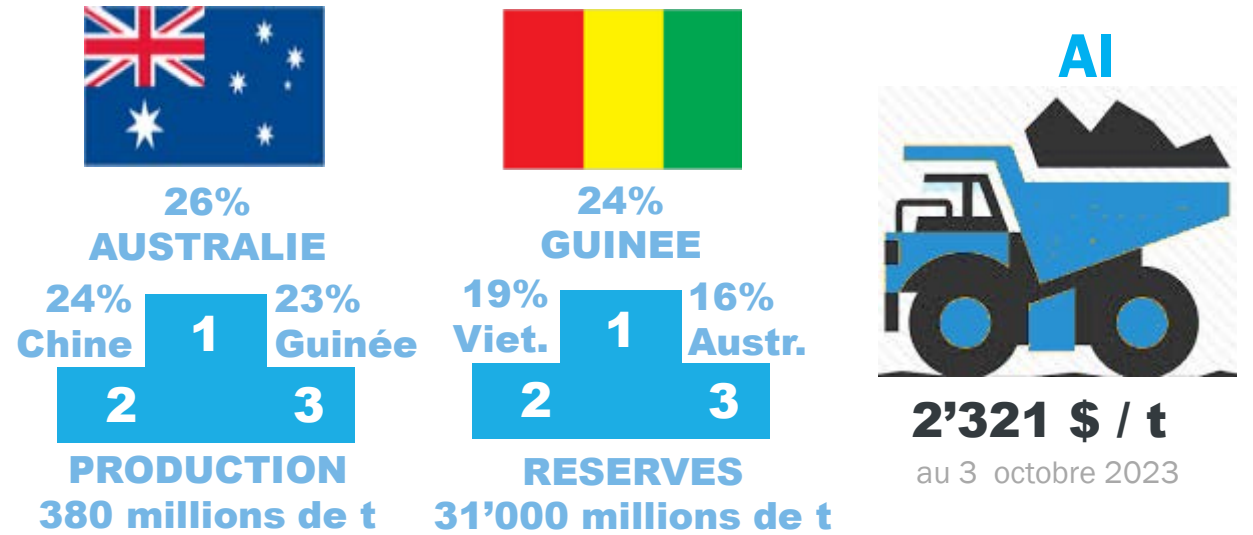 26%
AUSTRALIE
24%
Chine
1
23%
Guinée
2
3
PRODUCTION
380 millions de t
24%
GUINEE
19%
Viet.
1
16%
Austr.
2
3
RESERVES
31’000 millions de t
Al
2’321 $ / t
au 3 octobre 2023